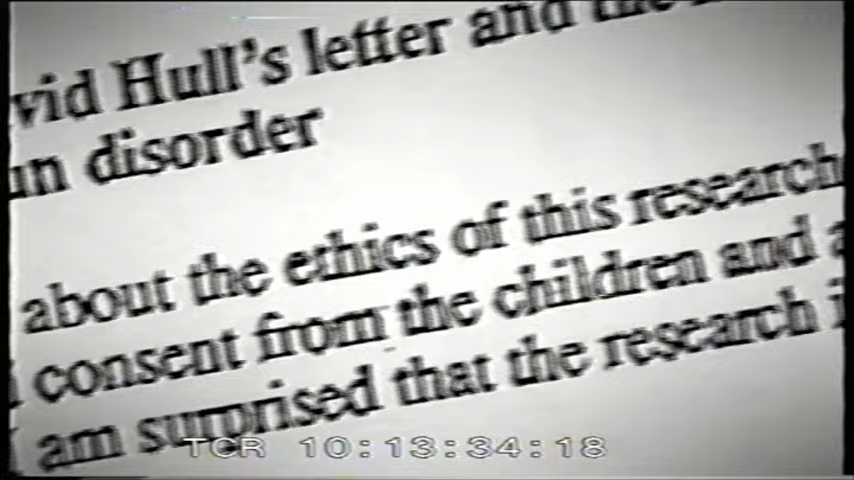 vid Hull's letter and the
un disorder
about the ethics of this research
consent from the children and a
I am surprised that the research i
TCR 10:13:34:18